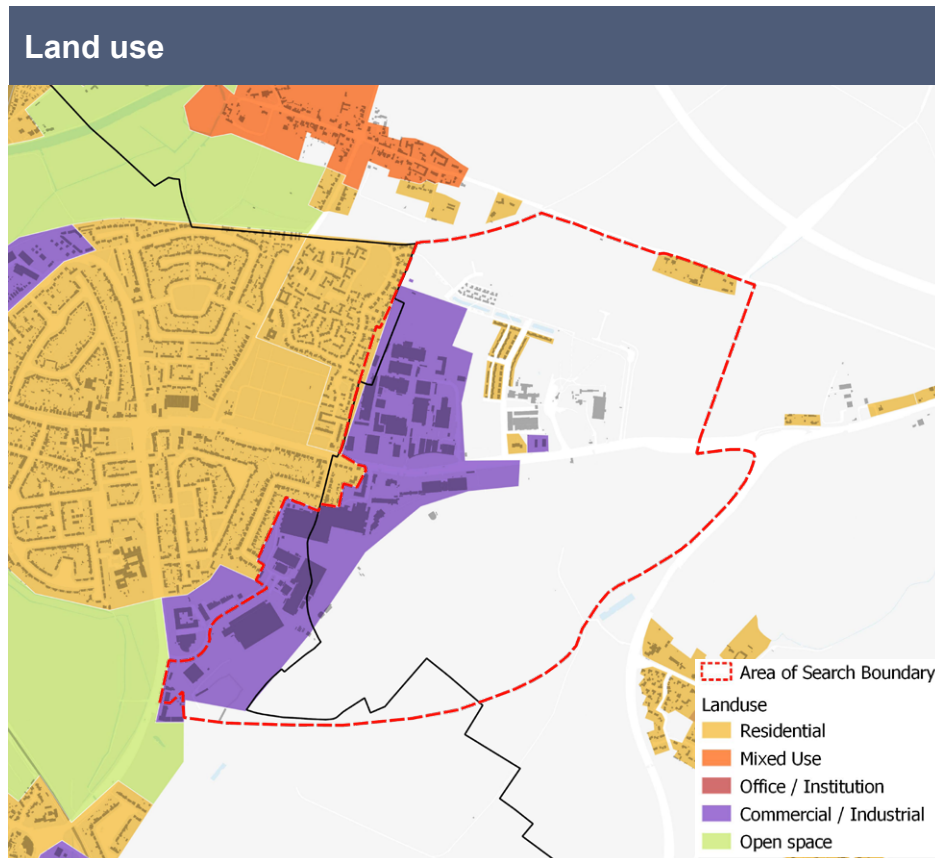 Land use
Area of Search Boundary
Landuse
Residential
Mixed Use
Office / Institution
Commercial / Industrial
Open space